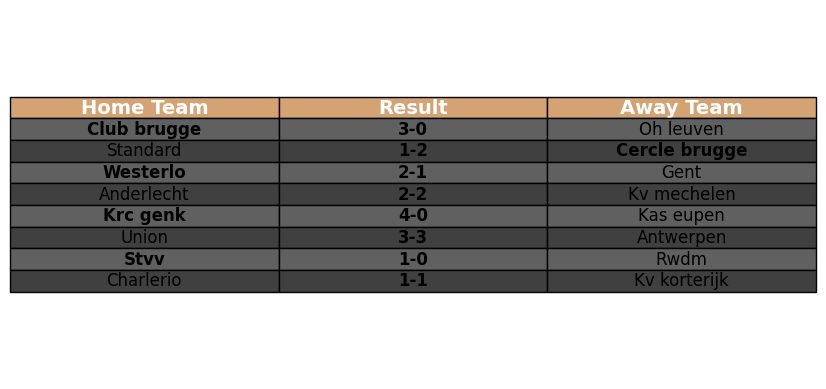 Home Team Result Away Team
Club brugge 3-0 Oh leuven
Standard 1-2 Cercle brugge
Westerlo 2-1 Gent
Anderlecht 2-2 Kv mechelen
Krc genk 4-0 Kas eupen
Union 3-3 Antwerpen
Stvv 1-0 Rwdm
Charlerio 1-1 Kv korterijk